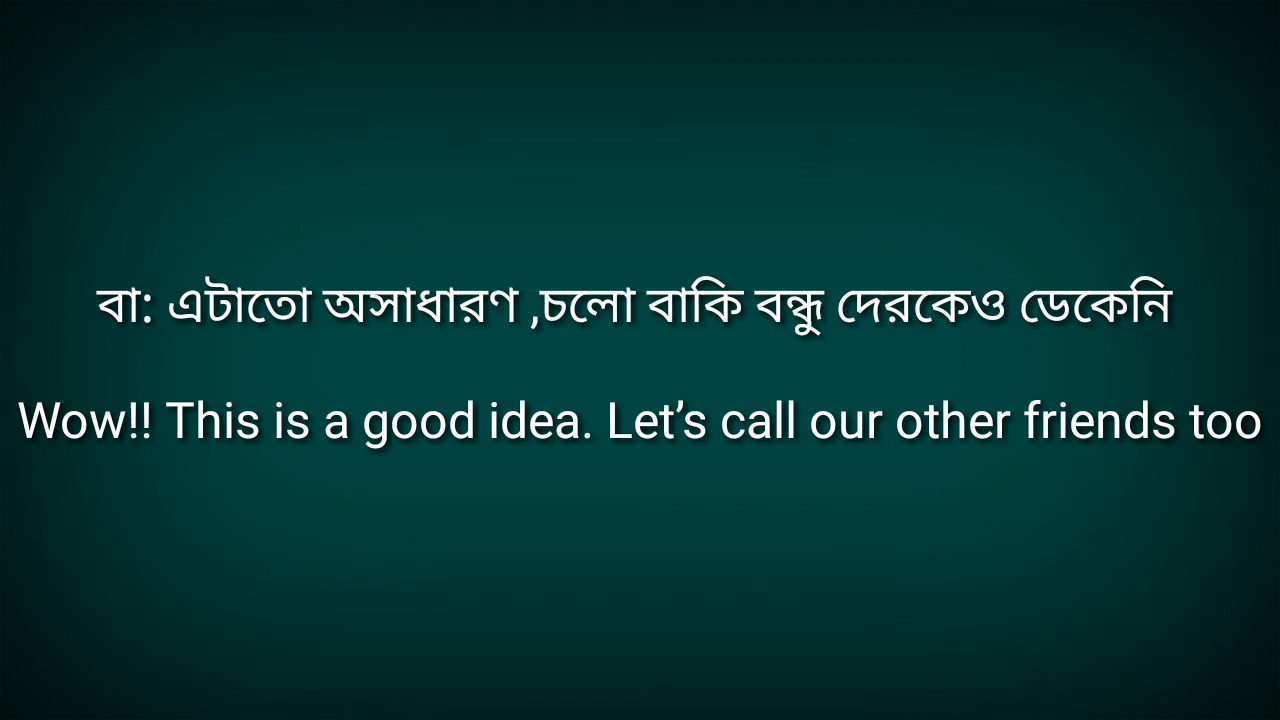 বা: এটাতো অসাধারণ ,চলো বাকি বন্ধু দেরকেও ডেকেনি
Wow!! This is a good idea. Let’s call our other friends too